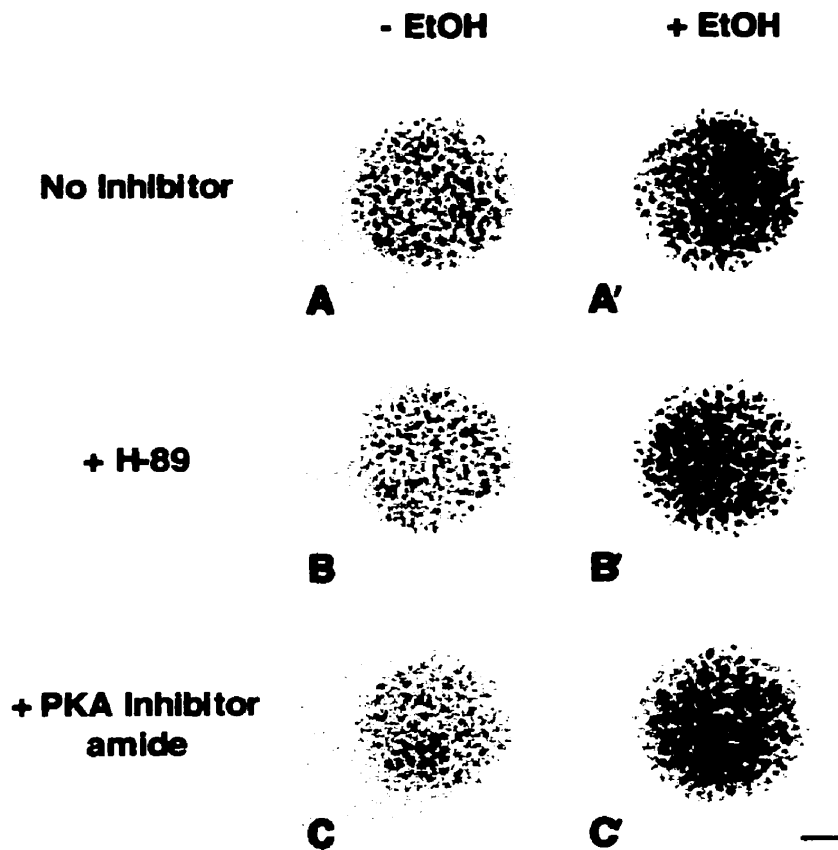 - EtOH + EtOH
No Inhibitor
A A'
+ H-89
B B'
+ PKA Inhibitor
amide
C C'